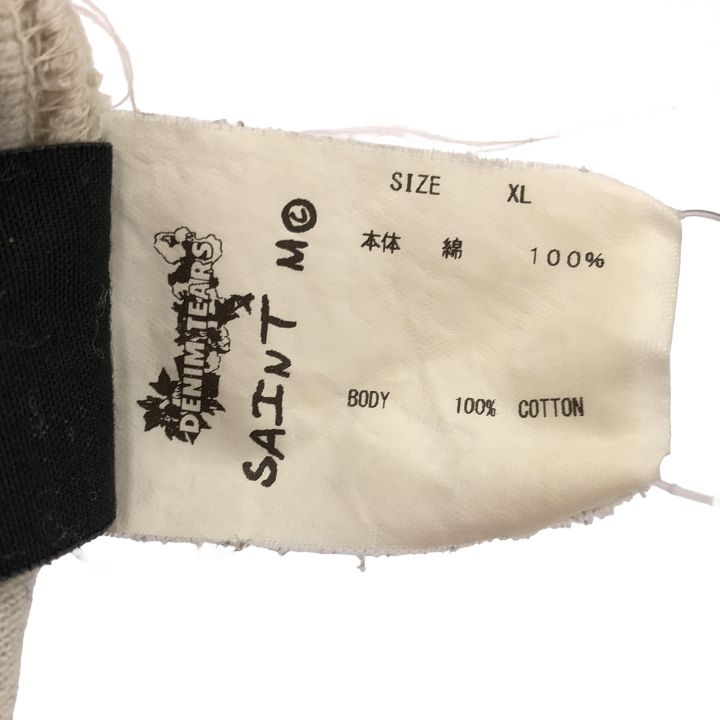 DENIM TEARS
SAINT M©
SIZE XL
本体 綿 100%
BODY 100% COTTON